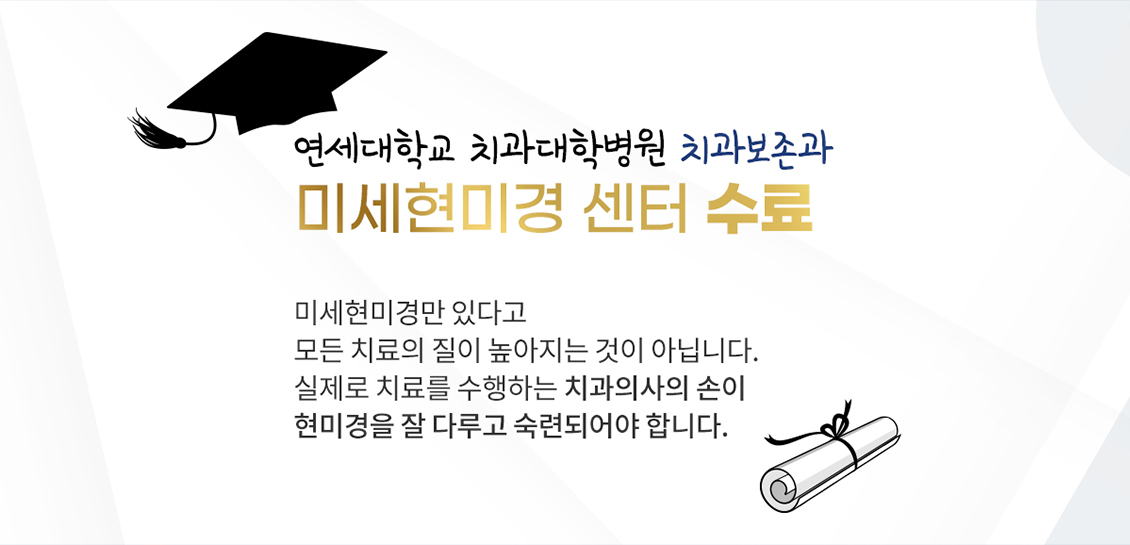 연세대학교 치과대학병원 치과보존과
미세현미경 센터 수료
미세현미경만 있다고
모든 치료의 질이 높아지는 것이 아닙니다.
실제로 치료를 수행하는 치과의사의 손이
현미경을 잘 다루고 숙련되어야 합니다.